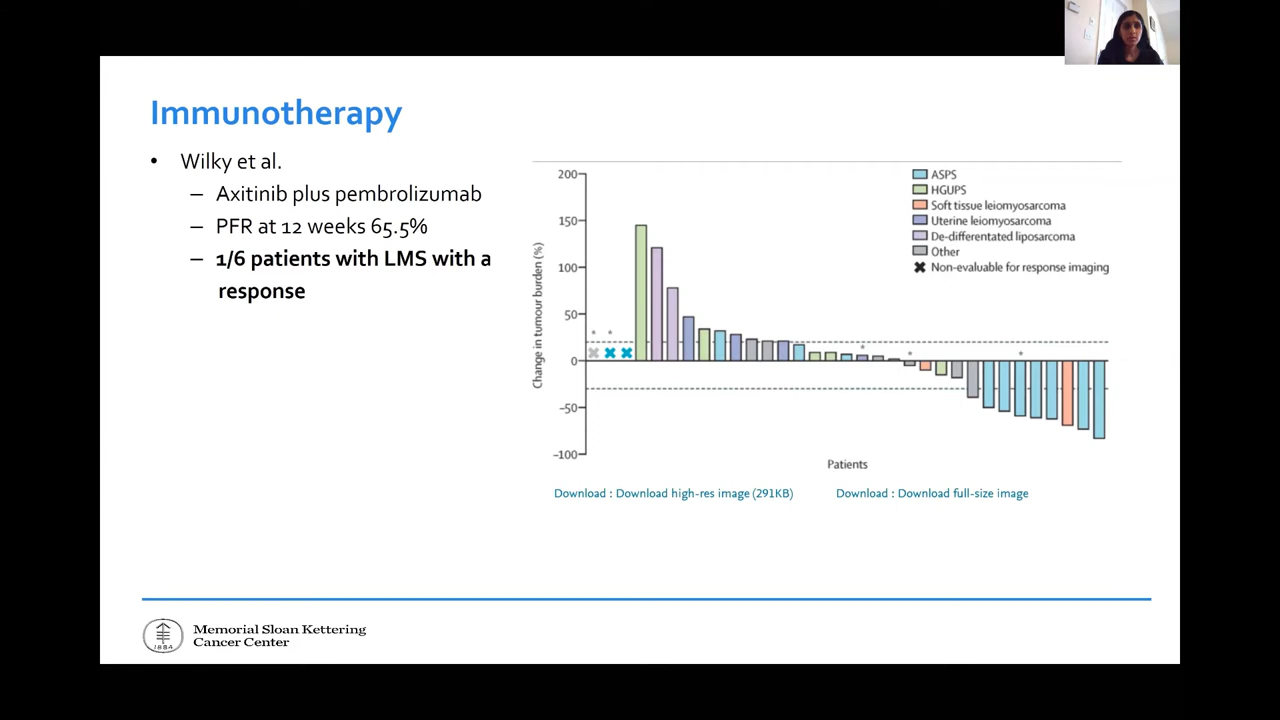 Immunotherapy
• Wilky et al.
– Axitinib plus pembrolizumab
– PFR at 12 weeks 65.5%
– 1/6 patients with LMS with a
response
Change in tumour burden (%)
200
150
100
50
0
–50
–100
* *
*
*
*
ASPS
HGUPS
Soft tissue leiomyosarcoma
Uterine leiomyosarcoma
De-differentiated liposarcoma
Other
Non-evaluable for response imaging
Patients
Download : Download high-res image (291KB)
Download : Download full-size image
1884
Memorial Sloan Kettering
Cancer Center